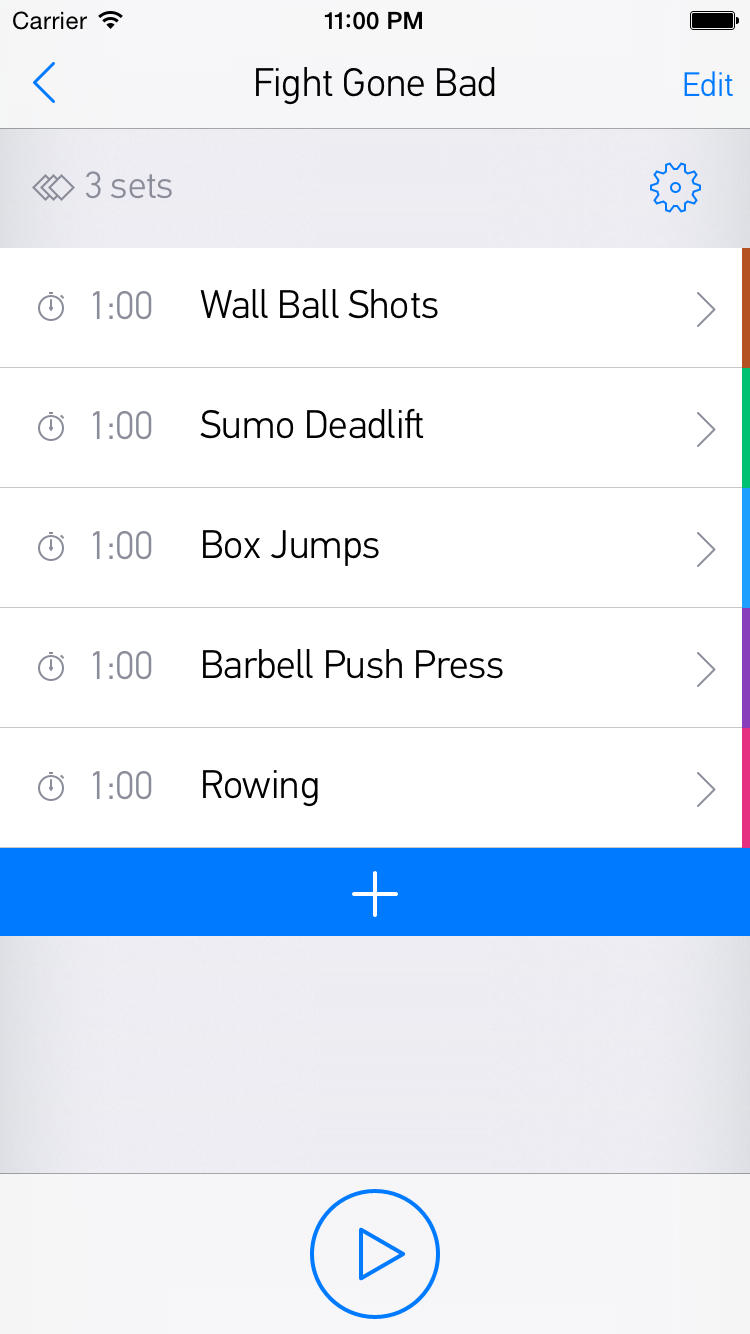 Carrier 11:00 PM
Fight Gone Bad Edit
3 sets
1:00 Wall Ball Shots
1:00 Sumo Deadlift
1:00 Box Jumps
1:00 Barbell Push Press
1:00 Rowing